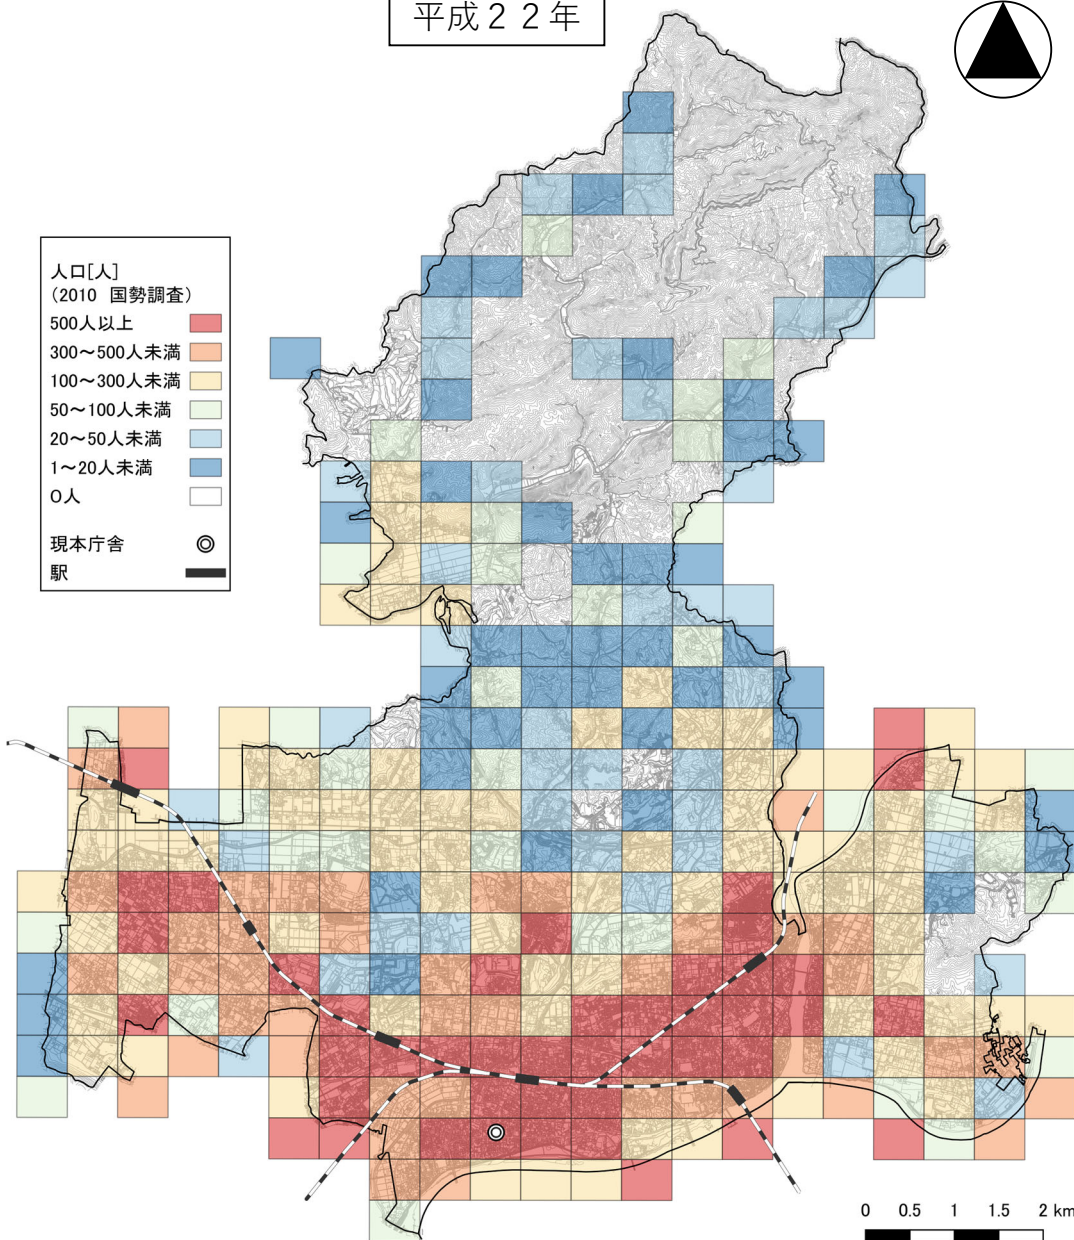 平成２２年
人口[人]
（2010 国勢調査）
500人以上
300～500人未満
100～300人未満
50～100人未満
20～50人未満
1～20人未満
0人
現本庁舎
駅
0 0.5 1 1.5 2 km